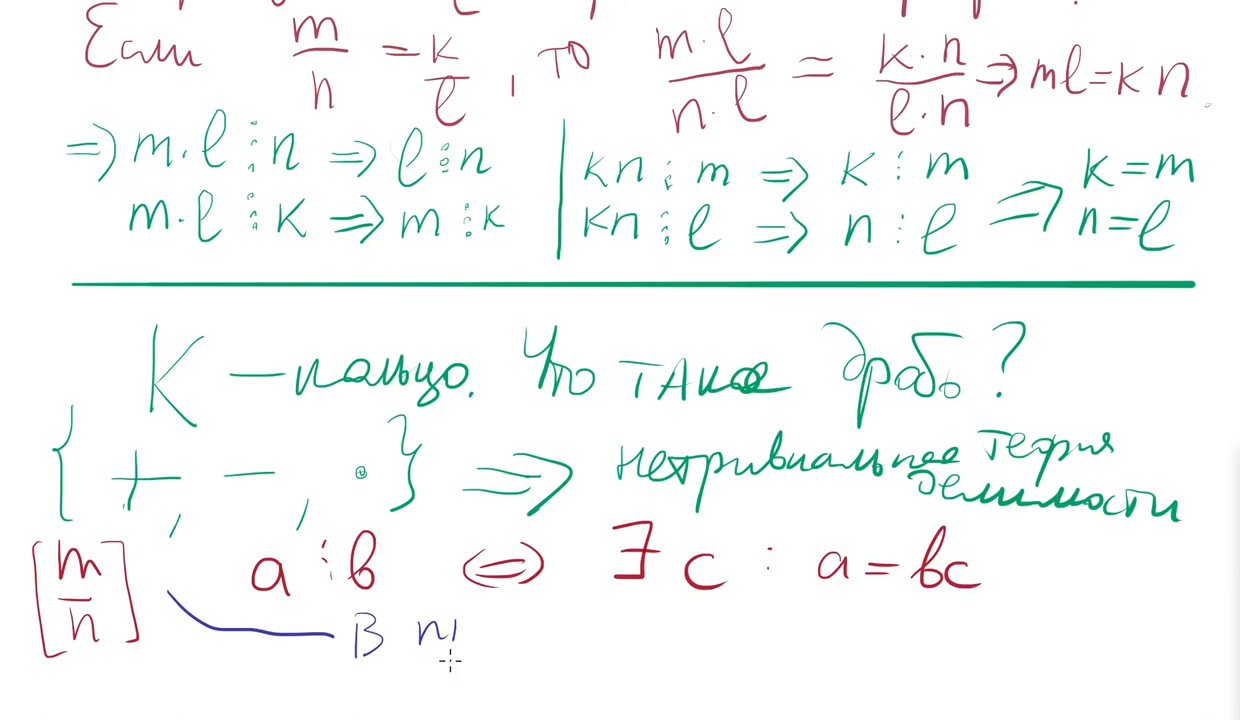 Если m/n = k/l, то m·l/n·l = k·n/l·n ⇒ ml=kn
⇒ m·l ⋮ n ⇒ l ⋮ n | kn ⋮ m ⇒ k ⋮ m ⇒ k=m
m·l ⋮ k ⇒ m ⋮ k | kn ⋮ l ⇒ n ⋮ l n=l
K – кольцо. Что такое дробь?
{+, –, ·} ⇒ нетривиальная теория
делимости
[m/n] a ⋮ b ⇔ ∃ c : a = bc
В